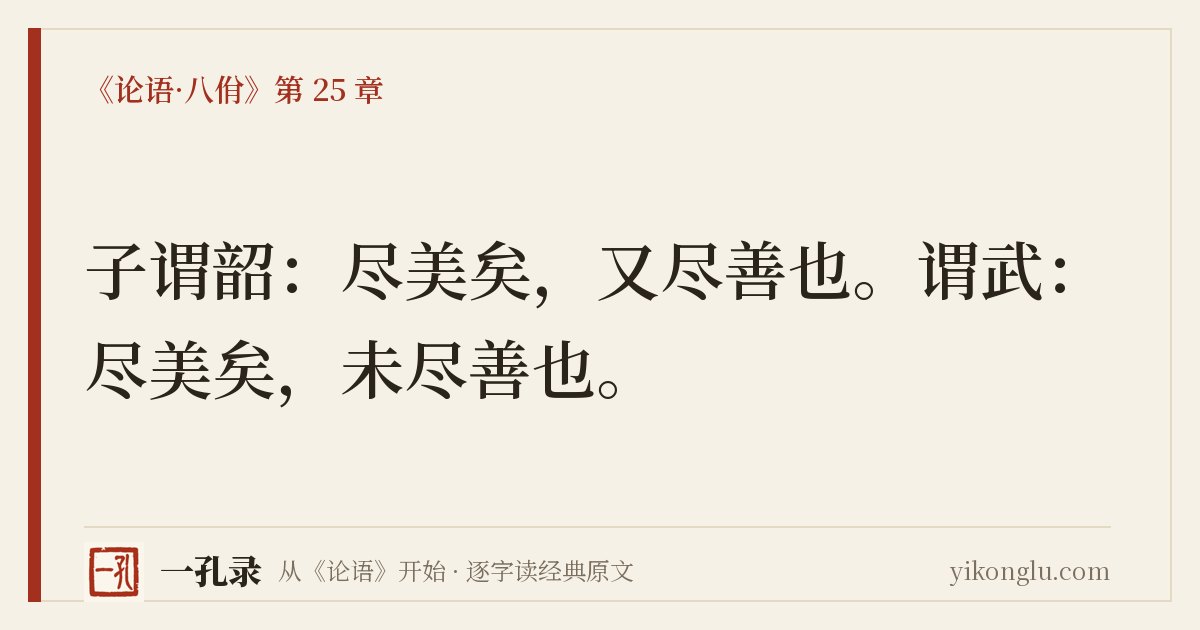 《论语·八佾》第 25 章
子谓韶：尽美矣，又尽善也。谓武：
尽美矣，未尽善也。
一孔
一孔录 从《论语》开始 · 逐字读经典原文 yikonglu.com